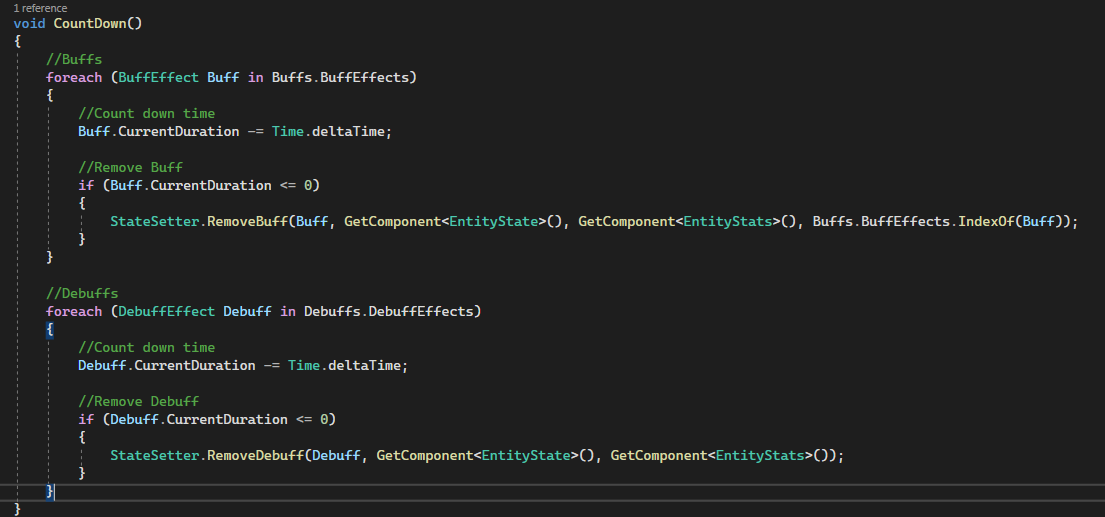 1 reference
void CountDown()
{
//Buffs
foreach (BuffEffect Buff in Buffs.BuffEffects)
{
//Count down time
Buff.CurrentDuration -= Time.deltaTime;
//Remove Buff
if (Buff.CurrentDuration <= 0)
{
StateSetter.RemoveBuff(Buff, GetComponent<EntityState>(), GetComponent<EntityStats>(), Buffs.BuffEffects.IndexOf(Buff));
}
}
//Debuffs
foreach (DebuffEffect Debuff in Debuffs.DebuffEffects)
{
//Count down time
Debuff.CurrentDuration -= Time.deltaTime;
//Remove Debuff
if (Debuff.CurrentDuration <= 0)
{
StateSetter.RemoveDebuff(Debuff, GetComponent<EntityState>(), GetComponent<EntityStats>());
}
}
}